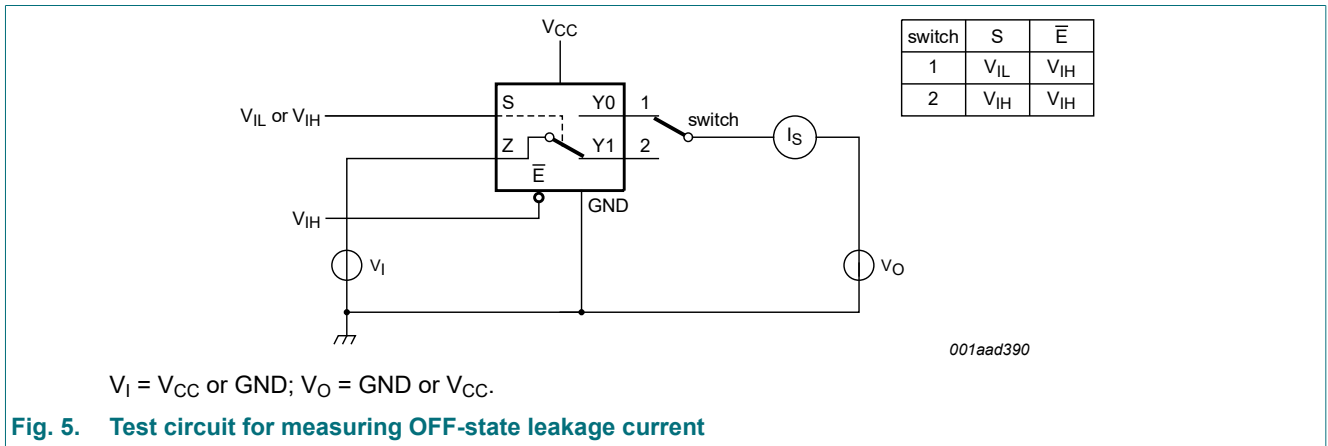 VCC
switch S E̅
1 VIL VIH
2 VIH VIH
VIL or VIH
S Y0 1
switch
IS
Z Y1 2
E̅
GND
VIH
VI
VO
001aad390
VI = VCC or GND; VO = GND or VCC.
Fig. 5. Test circuit for measuring OFF-state leakage current